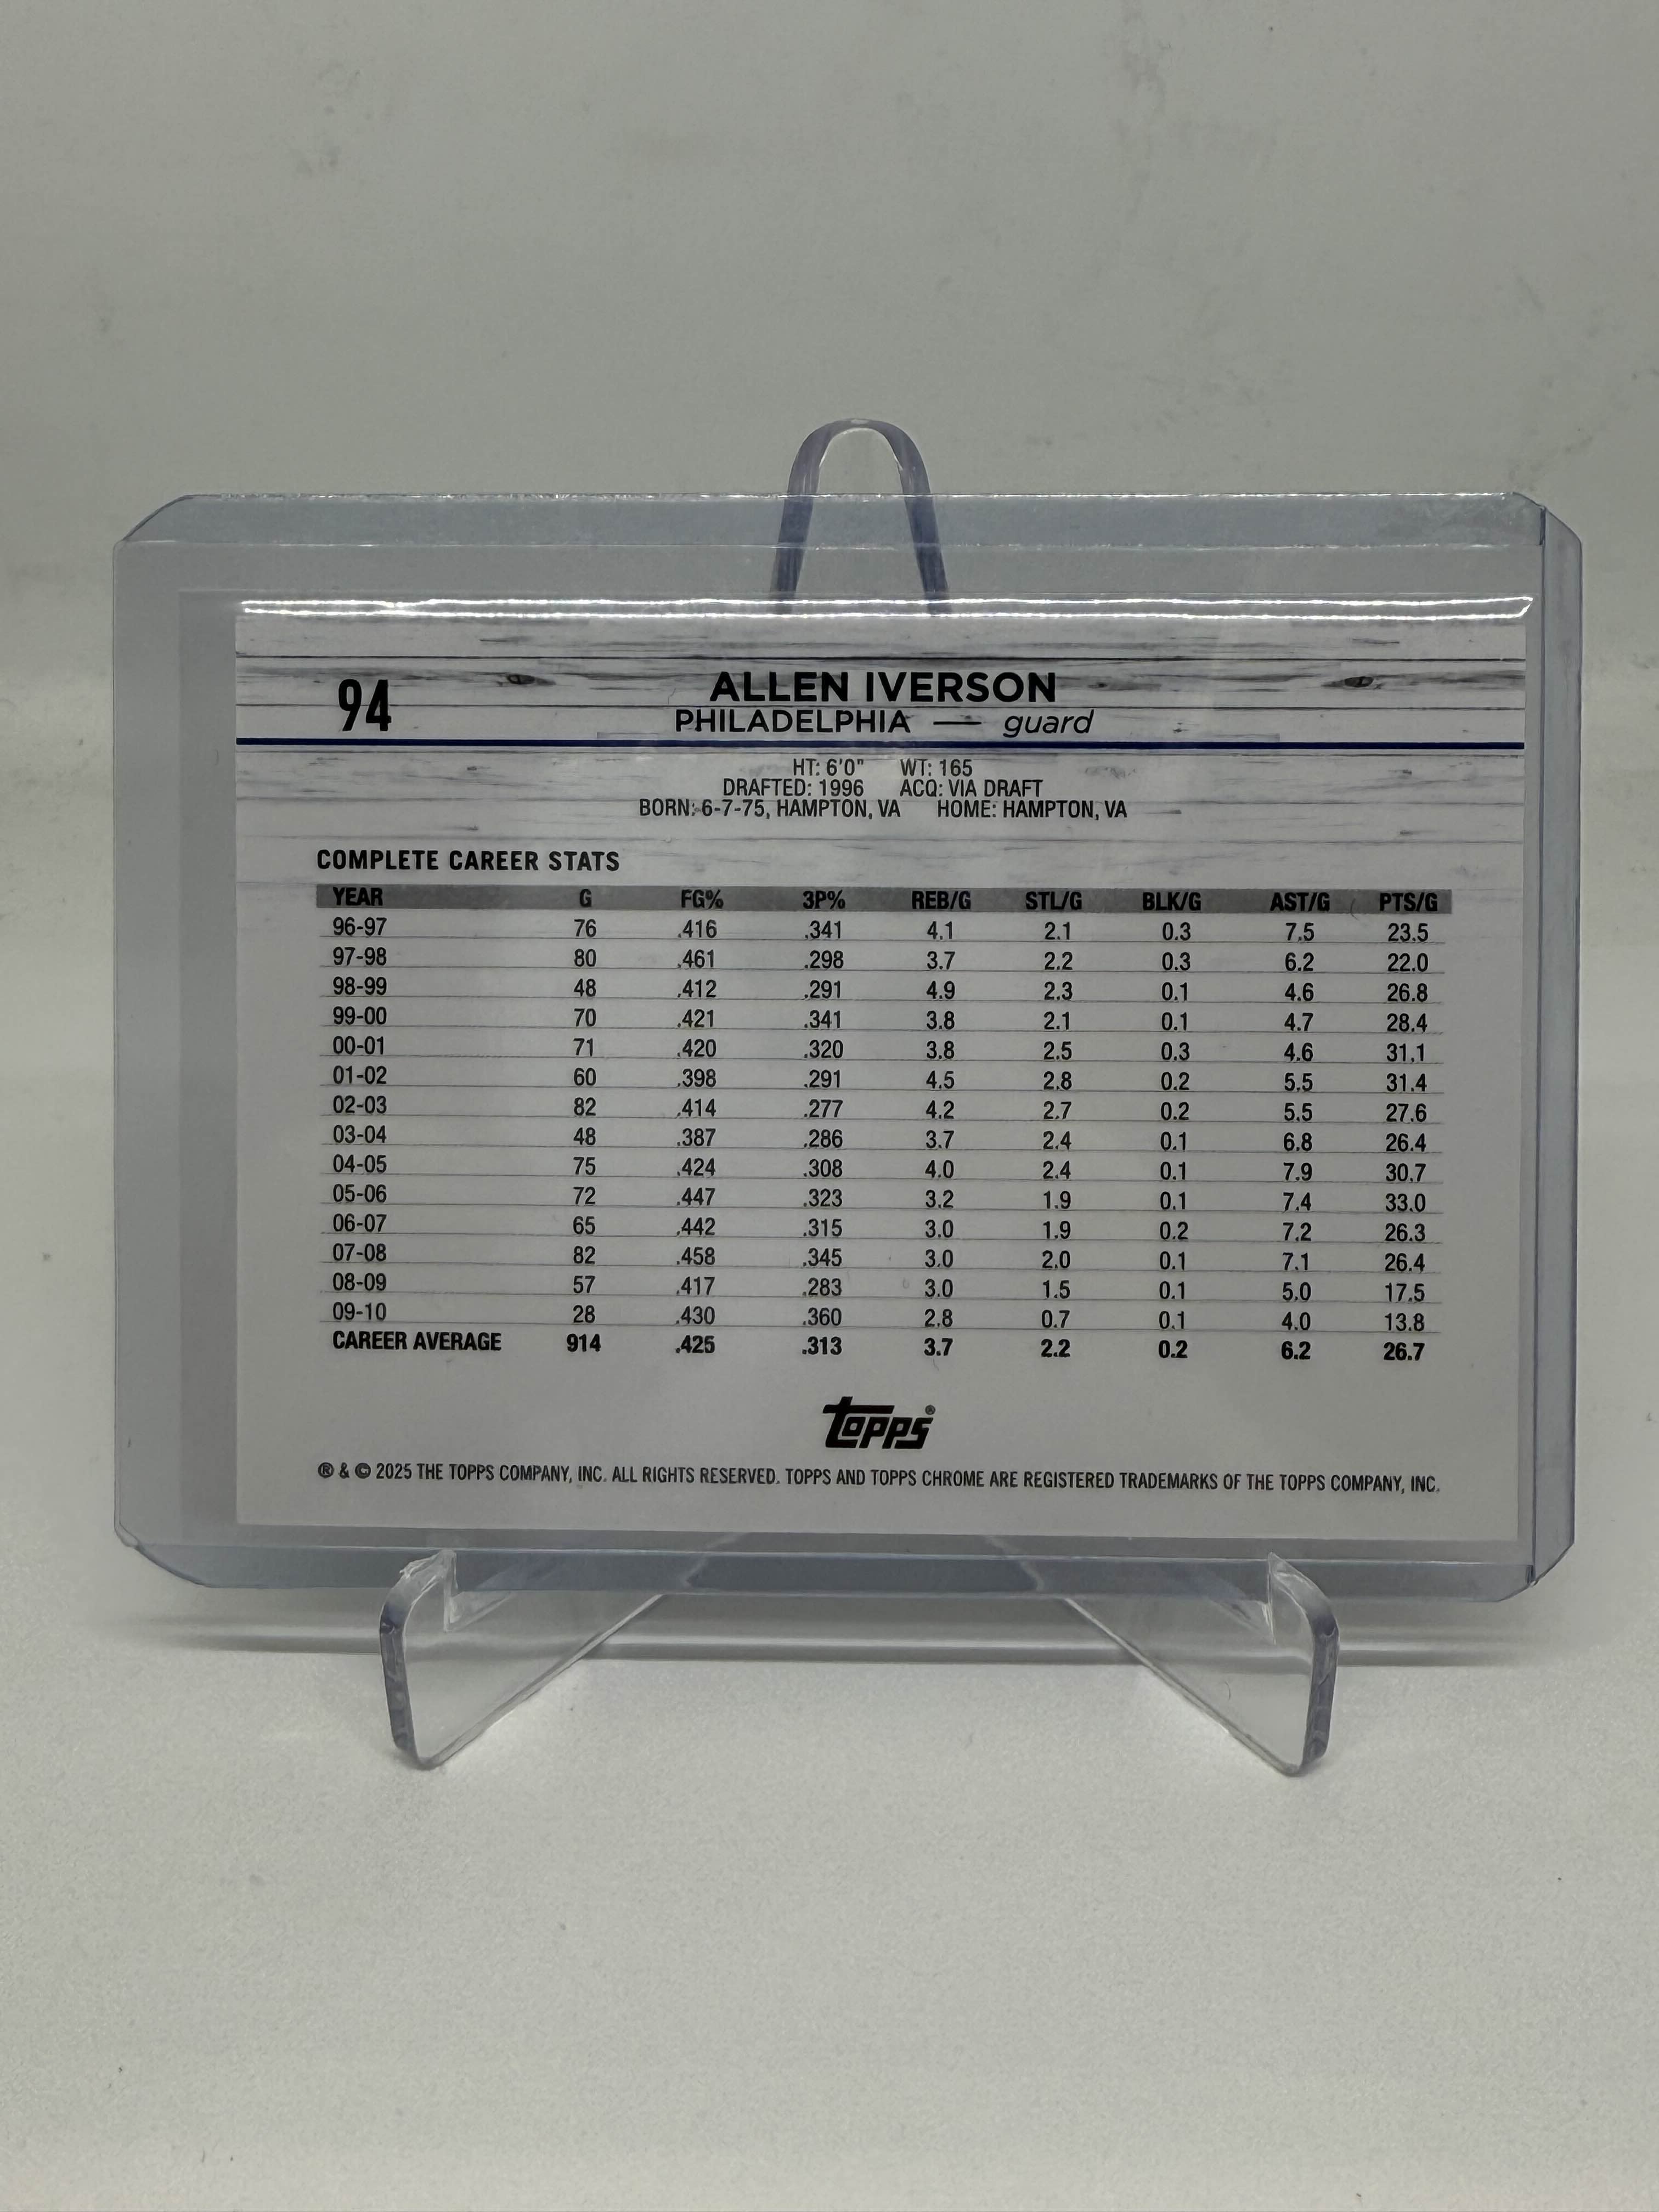 94
ALLEN IVERSON
PHILADELPHIA — guard
HT: 6'0" WT: 165
DRAFTED: 1996 ACQ: VIA DRAFT
BORN: 6-7-75, HAMPTON, VA HOME: HAMPTON, VA
COMPLETE CAREER STATS
YEAR G FG% 3P% REB/G STL/G BLK/G AST/G PTS/G
96-97 76 .416 .341 4.1 2.1 0.3 7.5 23.5
97-98 80 .461 .298 3.7 2.2 0.3 6.2 22.0
98-99 48 .412 .291 4.9 2.3 0.1 4.6 26.8
99-00 70 .421 .341 3.8 2.1 0.1 4.7 28.4
00-01 71 .420 .320 3.8 2.5 0.3 4.6 31.1
01-02 60 .398 .291 4.5 2.8 0.2 5.5 31.4
02-03 82 .414 .277 4.2 2.7 0.2 5.5 27.6
03-04 48 .387 .286 3.7 2.4 0.1 6.8 26.4
04-05 75 .424 .308 4.0 2.4 0.1 7.9 30.7
05-06 72 .447 .323 3.2 1.9 0.1 7.4 33.0
06-07 65 .442 .315 3.0 1.9 0.2 7.2 26.3
07-08 82 .458 .345 3.0 2.0 0.1 7.1 26.4
08-09 57 .417 .283 3.0 1.5 0.1 5.0 17.5
09-10 28 .430 .360 2.8 0.7 0.1 4.0 13.8
CAREER AVERAGE 914 .425 .313 3.7 2.2 0.2 6.2 26.7
topps®
® & © 2025 THE TOPPS COMPANY, INC. ALL RIGHTS RESERVED. TOPPS AND TOPPS CHROME ARE REGISTERED TRADEMARKS OF THE TOPPS COMPANY, INC.